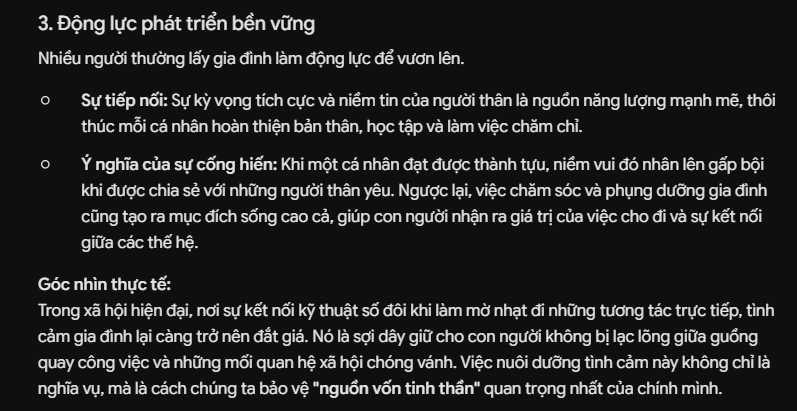 3. Động lực phát triển bền vững
Nhiều người thường lấy gia đình làm động lực để vươn lên.
Sự tiếp nối: Sự kỳ vọng tích cực và niềm tin của người thân là nguồn năng lượng mạnh mẽ, thôi
thúc mỗi cá nhân hoàn thiện bản thân, học tập và làm việc chăm chỉ.
Ý nghĩa của sự cống hiến: Khi một cá nhân đạt được thành tựu, niềm vui đó nhân lên gấp bội
khi được chia sẻ với những người thân yêu. Ngược lại, việc chăm sóc và phụng dưỡng gia đình
cũng tạo ra mục đích sống cao cả, giúp con người nhận ra giá trị của việc cho đi và sự kết nối
giữa các thế hệ.
Góc nhìn thực tế:
Trong xã hội hiện đại, nơi sự kết nối kỹ thuật số đôi khi làm mờ nhạt đi những tương tác trực tiếp, tình
cảm gia đình lại càng trở nên đắt giá. Nó là sợi dây giữ cho con người không bị lạc lõng giữa guồng
quay công việc và những mối quan hệ xã hội chóng vánh. Việc nuôi dưỡng tình cảm này không chỉ là
nghĩa vụ, mà là cách chúng ta bảo vệ "nguồn vốn tinh thần" quan trọng nhất của chính mình.